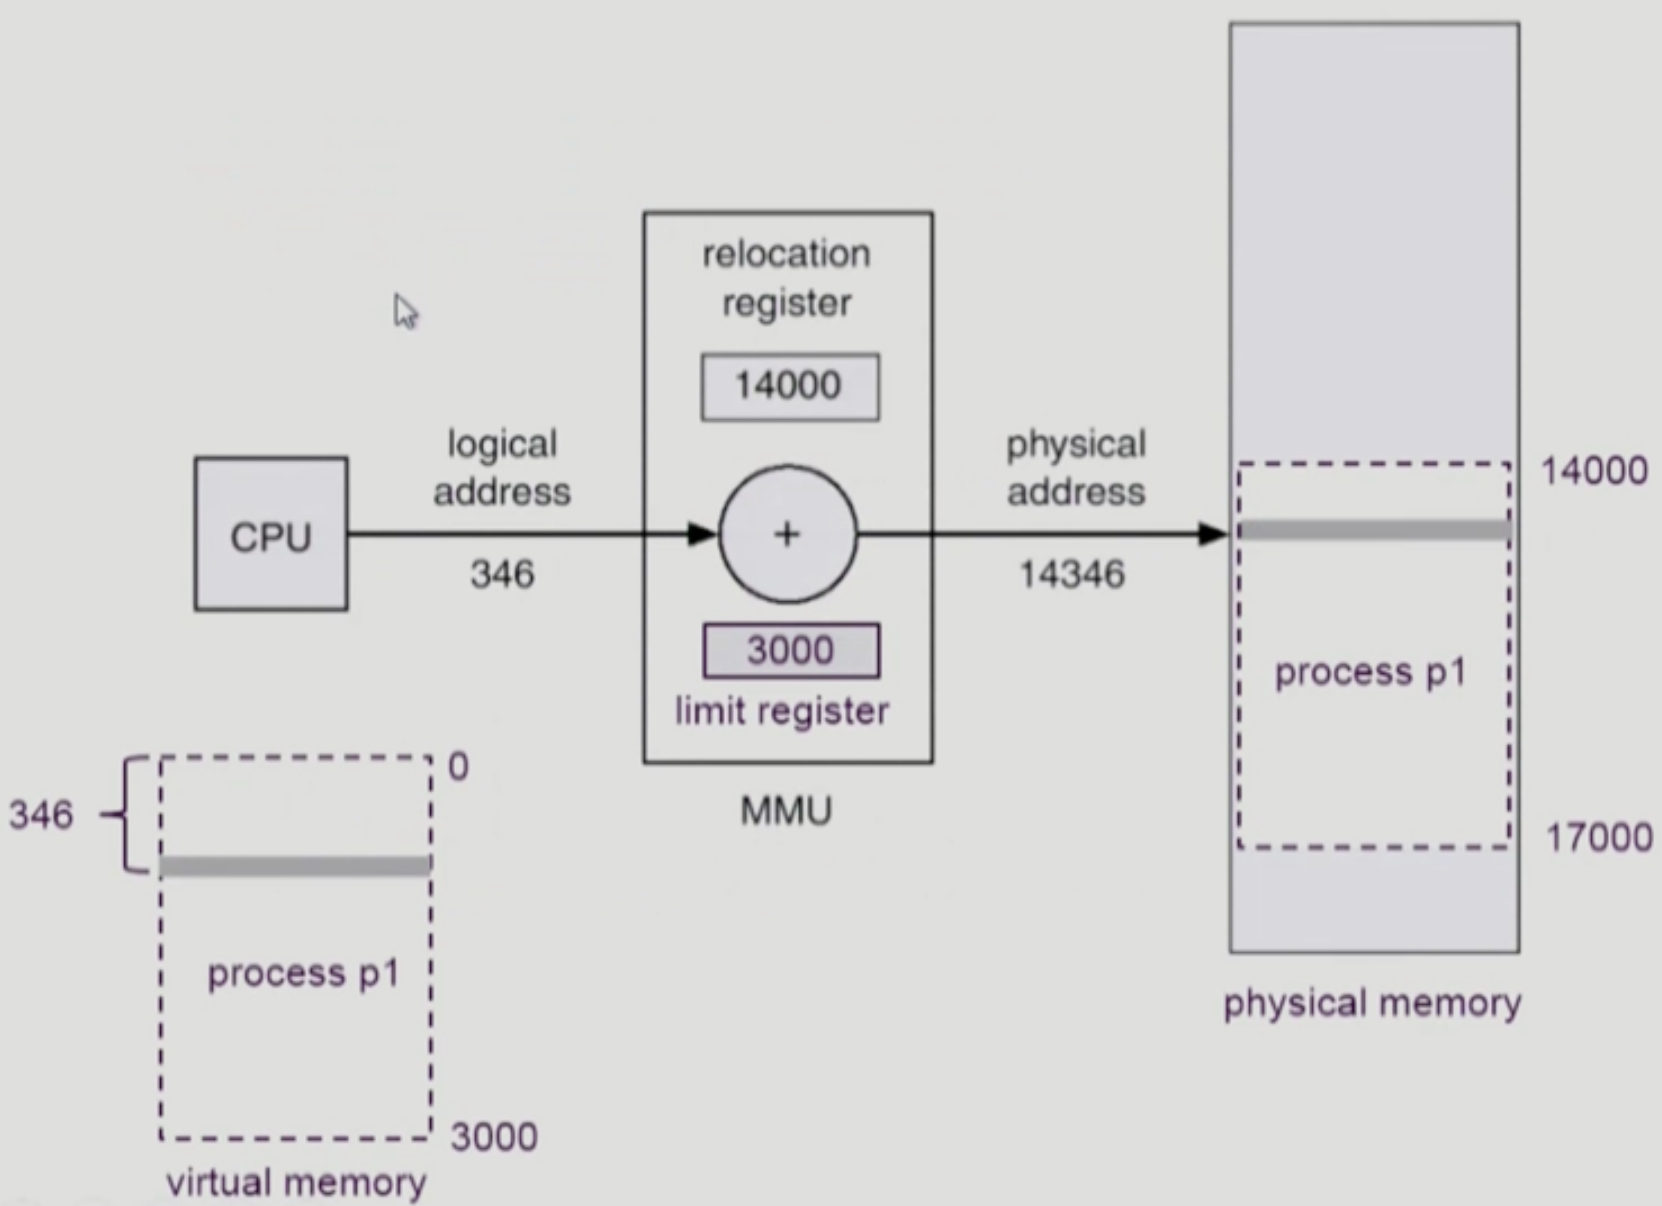 relocation
register
14000
logical
address
346
CPU
+
3000
limit register
MMU
physical
address
14346
14000
process p1
17000
physical memory
0
346
process p1
3000
virtual memory